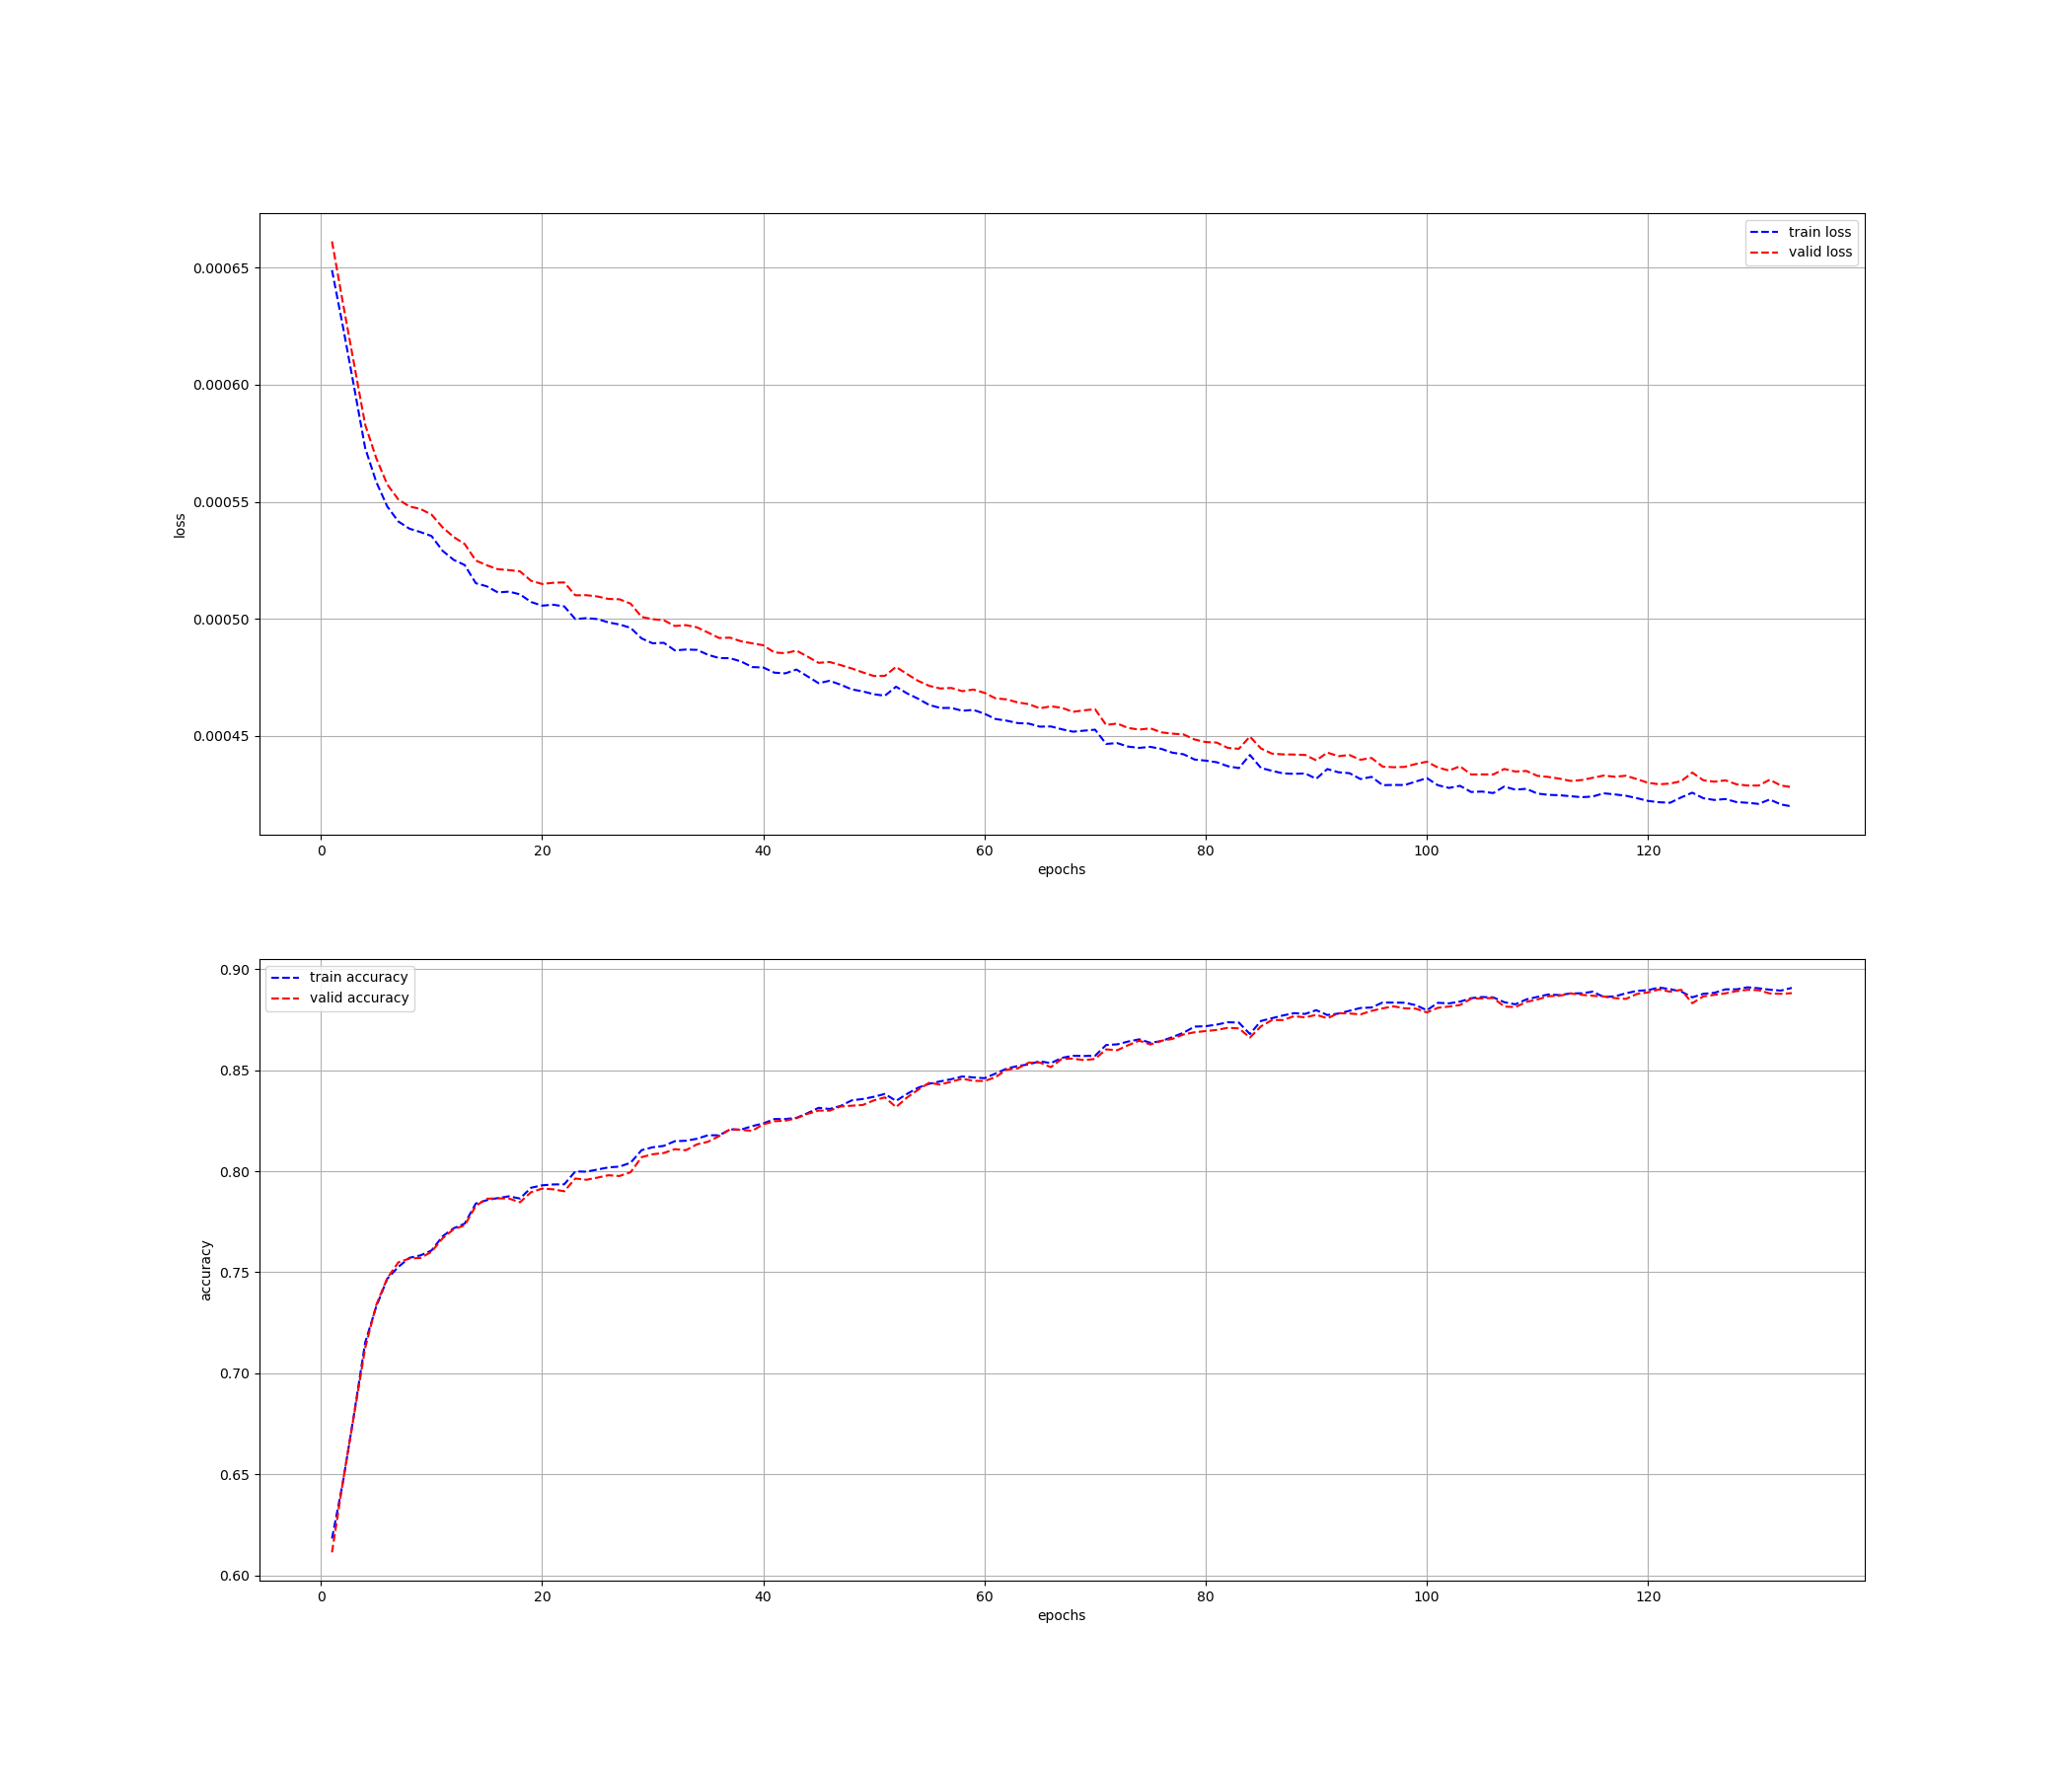 train loss
valid loss
0.00065
0.00060
0.00055
0.00050
0.00045
loss
0 20 40 60 80 100 120
epochs
train accuracy
valid accuracy
0.90
0.85
0.80
0.75
0.70
0.65
0.60
accuracy
0 20 40 60 80 100 120
epochs